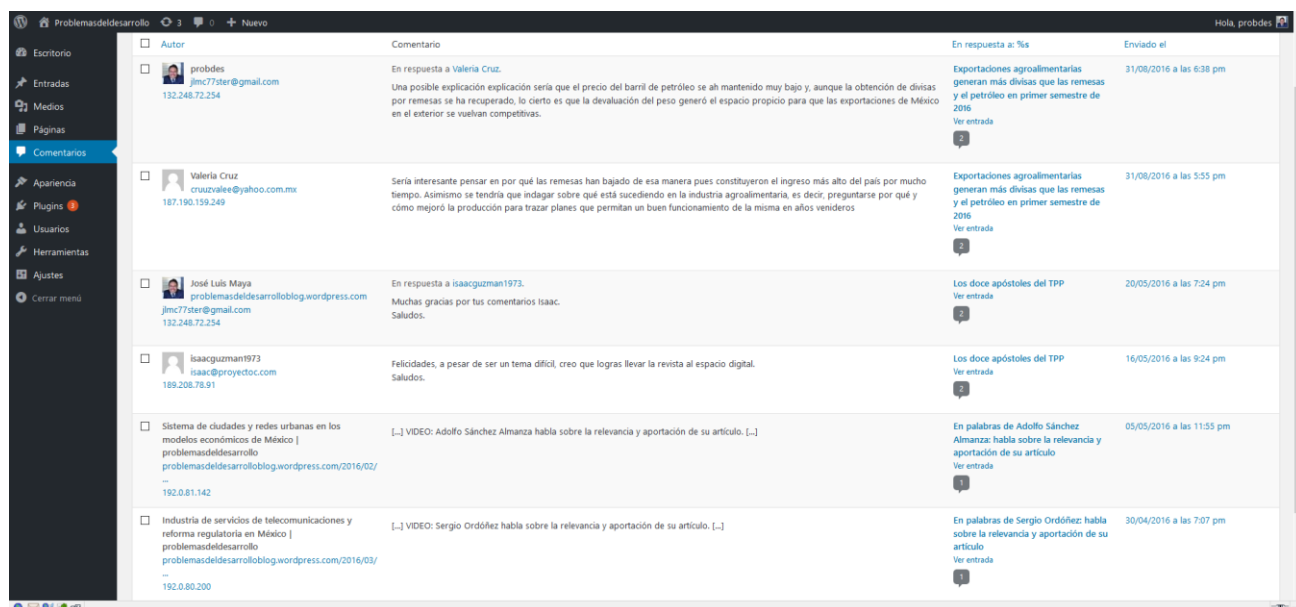 Problemasdeldesarrollo 3 0 + Nuevo Hola, probdes
Escritorio
Entradas
Medios
Páginas
Comentarios
Apariencia
Plugins 3
Usuarios
Herramientas
Ajustes
Cerrar menú
Autor Comentario En respuesta a: %s Enviado el
probdes
jlmc77ster@gmail.com
132.248.72.254
En respuesta a Valeria Cruz.
Una posible explicación explicación sería que el precio del barril de petróleo se ah mantenido muy bajo y, aunque la obtención de divisas
por remesas se ha recuperado, lo cierto es que la devaluación del peso generó el espacio propicio para que las exportaciones de México
en el exterior se vuelvan competitivas.
Exportaciones agroalimentarias
generan más divisas que las remesas
y el petróleo en primer semestre de
2016
Ver entrada
2
31/08/2016 a las 6:38 pm
Valeria Cruz
cruuzvalee@yahoo.com.mx
187.190.159.249
Sería interesante pensar en por qué las remesas han bajado de esa manera pues constituyeron el ingreso más alto del país por mucho
tiempo. Asimismo se tendría que indagar sobre qué está sucediendo en la industria agroalimentaria, es decir, preguntarse por qué y
cómo mejoró la producción para trazar planes que permitan un buen funcionamiento de la misma en años venideros
Exportaciones agroalimentarias
generan más divisas que las remesas
y el petróleo en primer semestre de
2016
Ver entrada
2
31/08/2016 a las 5:55 pm
José Luis Maya
problemasdeldesarrolloblog.wordpress.com
jlmc77ster@gmail.com
132.248.72.254
En respuesta a isaacguzman1973.
Muchas gracias por tus comentarios Isaac.
Saludos.
Los doce apóstoles del TPP
Ver entrada
2
20/05/2016 a las 7:24 pm
isaacguzman1973
isaac@proyectoc.com
189.208.78.91
Felicidades, a pesar de ser un tema difícil, creo que logras llevar la revista al espacio digital.
Saludos.
Los doce apóstoles del TPP
Ver entrada
2
16/05/2016 a las 9:24 pm
Sistema de ciudades y redes urbanas en los
modelos económicos de México |
problemasdeldesarrollo
problemasdeldesarrolloblog.wordpress.com/2016/02/
...
192.0.81.142
[...] VIDEO: Adolfo Sánchez Almanza habla sobre la relevancia y aportación de su artículo. [...]
En palabras de Adolfo Sánchez
Almanza: habla sobre la relevancia y
aportación de su artículo
Ver entrada
1
05/05/2016 a las 11:55 pm
Industria de servicios de telecomunicaciones y
reforma regulatoria en México |
problemasdeldesarrollo
problemasdeldesarrolloblog.wordpress.com/2016/03/
...
192.0.80.200
[...] VIDEO: Sergio Ordóñez habla sobre la relevancia y aportación de su artículo. [...]
En palabras de Sergio Ordóñez: habla
sobre la relevancia y aportación de su
artículo
Ver entrada
1
30/04/2016 a las 7:07 pm